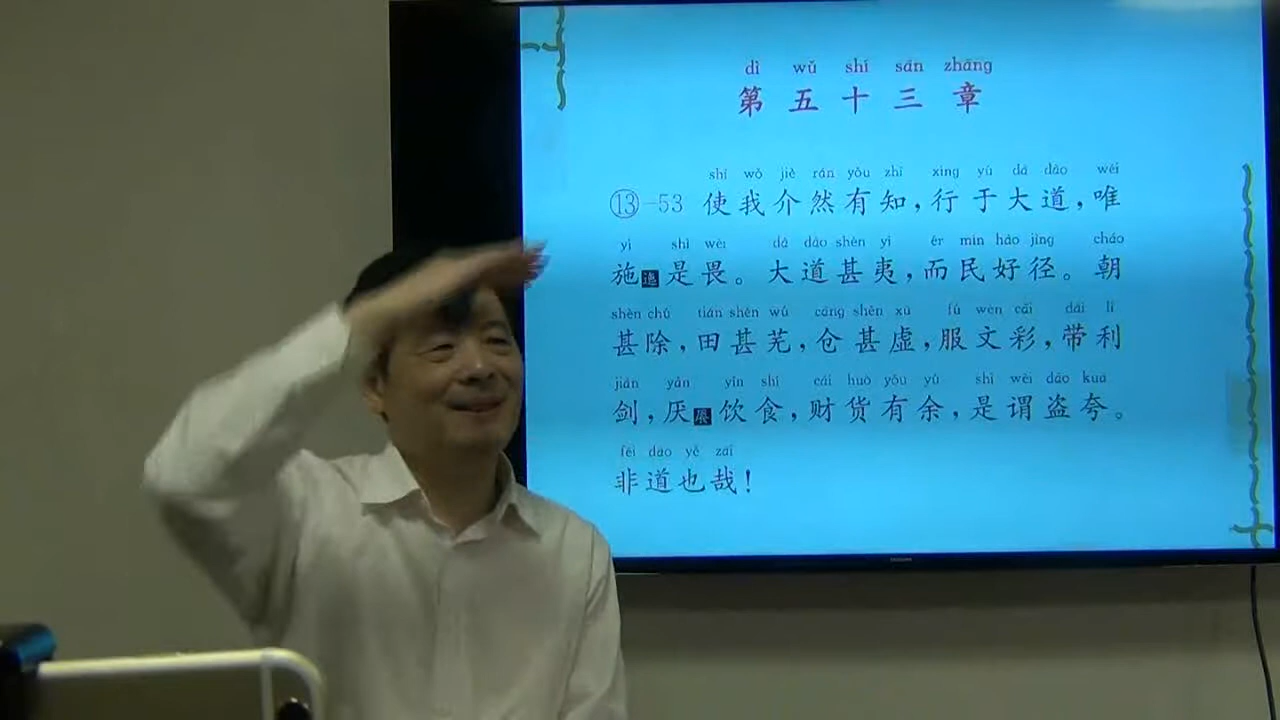 dì wǔ shí sān zhāng
第五十三章
shǐ wǒ jiè rán yǒu zhī xíng yú dà dào wéi
⑬-53 使我介然有知，行于大道，唯
yí shì wèi dà dào shèn yí ér mín hào jìng cháo
施迤是畏。大道甚夷，而民好径。朝
shèn chú tián shèn wú cāng shèn xū fú wén cǎi dài lì
甚除，田甚芜，仓甚虚，服文彩，带利
jiàn yàn yǐn shí cái huò yǒu yú shì wèi dào kuā
剑，厌餍饮食，财货有余，是谓盗夸。
fēi dào yě zāi
非道也哉！